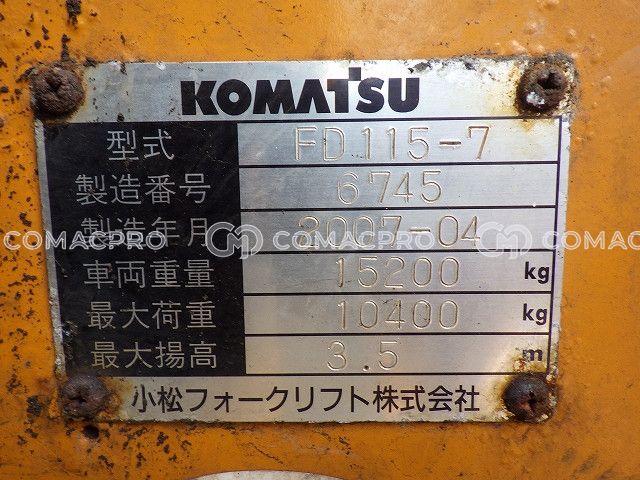 KOMATSU
型式 FD115-7
製造番号 6745
製造年月 2007-04
COMACPRO COMACPRO COMACPRO
車両重量 15200 kg
最大荷重 10400 kg
最大揚高 3.5 m
小松フォークリフト株式会社